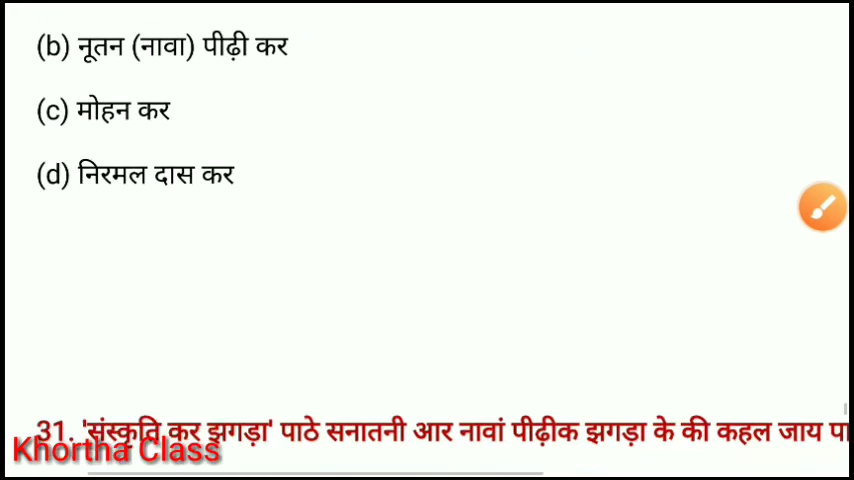 (b) नूतन (नावा) पीढ़ी कर
(c) मोहन कर
(d) निरमल दास कर
31. 'संस्कृति कर झगड़ा' पाठे सनातनी आर नावां पीढ़ीक झगड़ा के की कहल जाय पा
Khortha Class